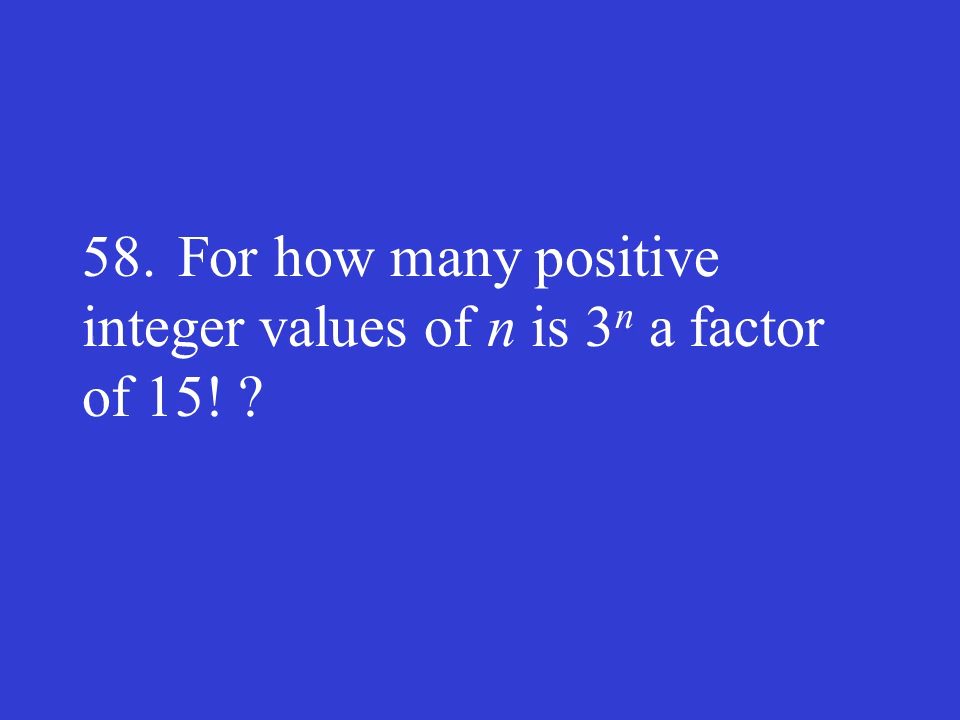 58. For how many positive
integer values of n is 3ⁿ a factor
of 15! ?